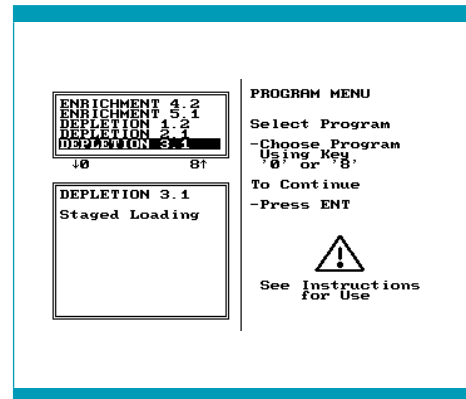 ENRICHMENT 4.2
ENRICHMENT 5.1
DEPLETION 1.2
DEPLETION 2.1
DEPLETION 3.1
↓0 8↑
DEPLETION 3.1
Staged Loading
PROGRAM MENU
Select Program
-Choose Program
Using Key
'0' or '8'
To Continue
-Press ENT
See Instructions
for Use